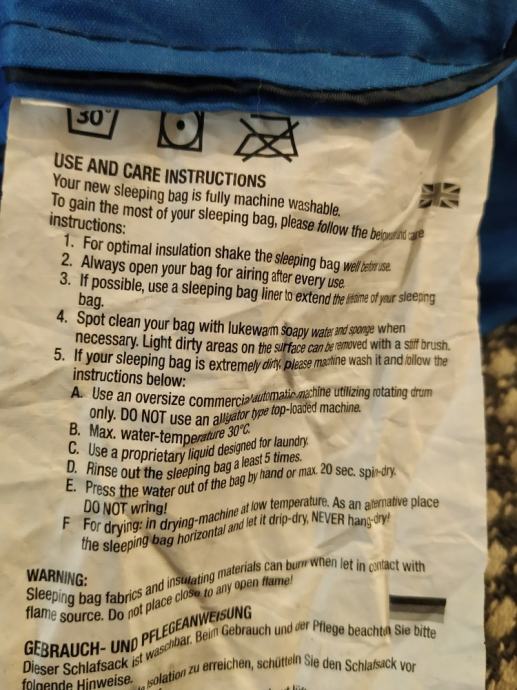 30°
USE AND CARE INSTRUCTIONS
Your new sleeping bag is fully machine washable.
To gain the most of your sleeping bag, please follow the below and care
instructions:
1. For optimal insulation shake the sleeping bag well before use.
2. Always open your bag for airing after every use.
3. If possible, use a sleeping bag liner to extend the lifetime of your sleeping
bag.
4. Spot clean your bag with lukewarm soapy water and sponge when
necessary. Light dirty areas on the surface can be removed with a stiff brush.
5. If your sleeping bag is extremely dirty, please machine wash it and follow the
instructions below:
A. Use an oversize commercial automatic machine utilizing rotating drum
only. DO NOT use an alligator type top-loaded machine.
B. Max. water-temperature 30°C.
C. Use a proprietary liquid designed for laundry.
D. Rinse out the sleeping bag a least 5 times.
E. Press the water out of the bag by hand or max. 20 sec. spin-dry.
DO NOT wring!
F For drying: in drying-machine at low temperature. As an alternative place
the sleeping bag horizontal and let it drip-dry, NEVER hang-dry!
WARNING:
Sleeping bag fabrics and insulating materials can burn when let in contact with
flame source. Do not place close to any open flame!
GEBRAUCH- UND PFLEGEANWEISUNG
Dieser Schlafsack ist waschbar. Beim Gebrauch und der Pflege beachten Sie bitte
folgende Hinweise.
isolation zu erreichen, schütteln Sie den Schlafsack vor